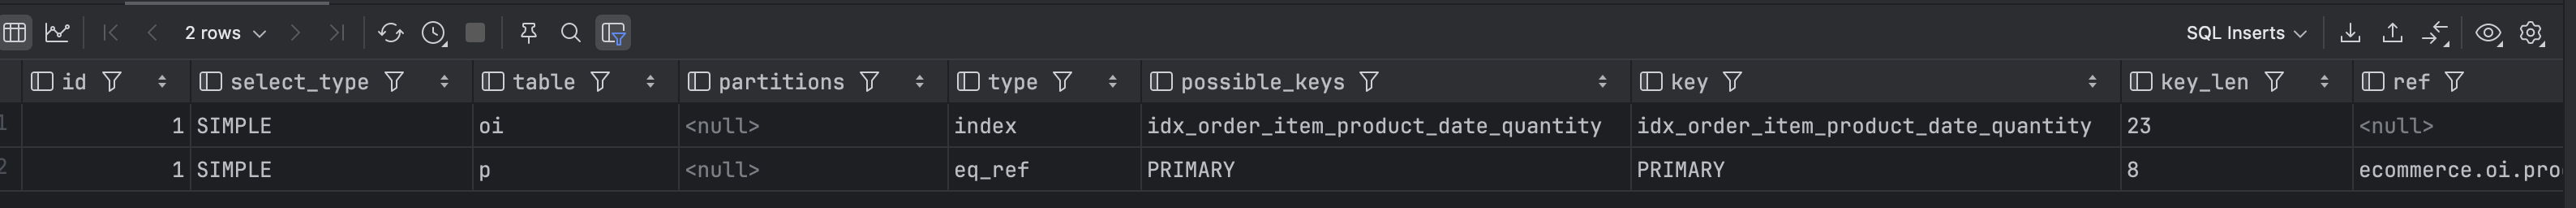 2 rows SQL Inserts
id select_type table partitions type possible_keys key key_len ref
1 1 SIMPLE oi <null> index idx_order_item_product_date_quantity idx_order_item_product_date_quantity 23 <null>
2 1 SIMPLE p <null> eq_ref PRIMARY PRIMARY 8 ecommerce.oi.pro